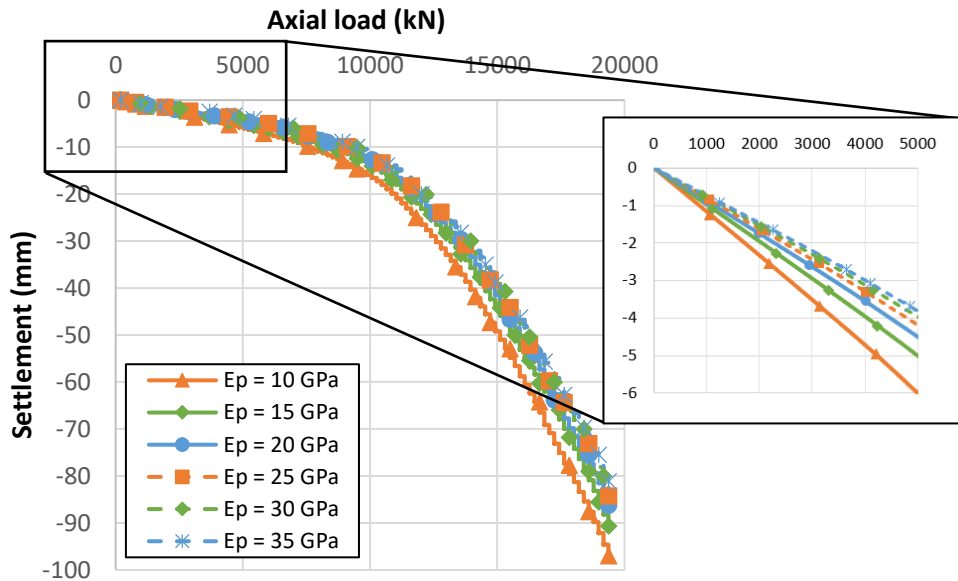 Axial load (kN)
0 5000 10000 15000 20000
0
-10
-20
-30
-40
-50
-60
-70
-80
-90
-100
Settlement (mm)
Ep = 10 GPa
Ep = 15 GPa
Ep = 20 GPa
Ep = 25 GPa
Ep = 30 GPa
Ep = 35 GPa
0 1000 2000 3000 4000 5000
0
-1
-2
-3
-4
-5
-6